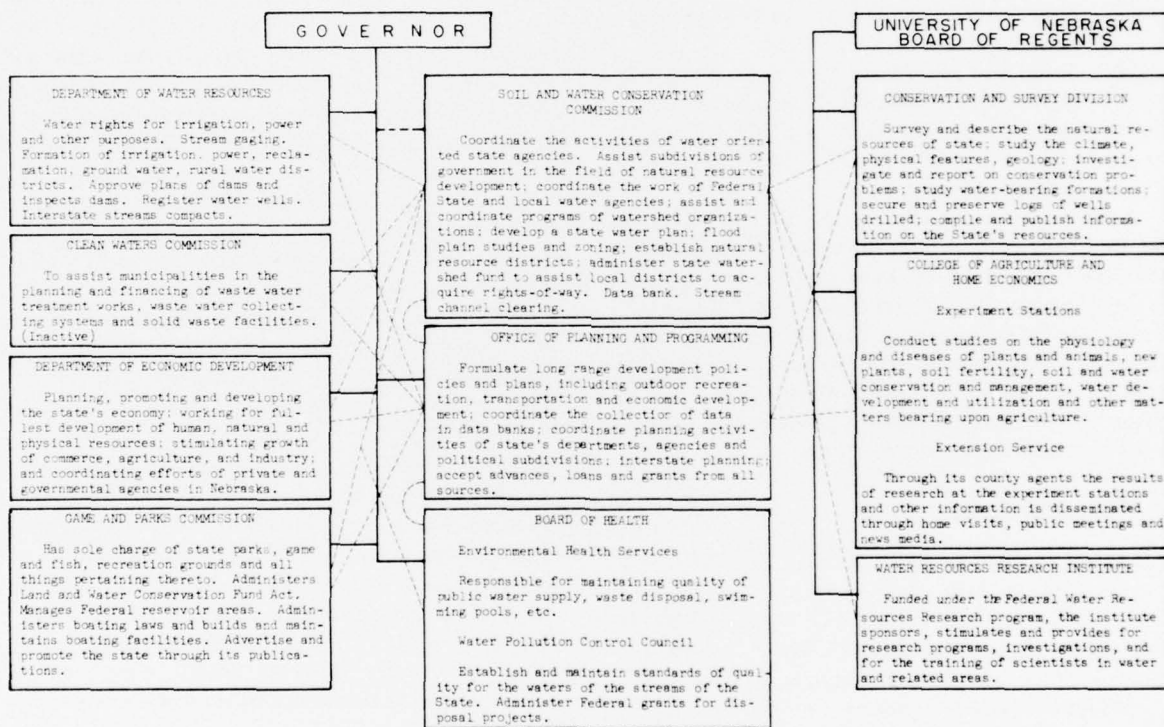 GOVERNOR
UNIVERSITY OF NEBRASKA
BOARD OF REGENTS
DEPARTMENT OF WATER RESOURCES
Water rights for irrigation, power
and other purposes. Stream gaging.
Formation of irrigation, power, recla-
mation, ground water, rural water dis-
tricts. Approve plans of dams and
inspects dams. Register water wells.
Interstate streams compacts.
CLEAN WATERS COMMISSION
To assist municipalities in the
planning and financing of waste water
treatment works, waste water collect-
ing systems and solid waste facilities.
(Inactive)
DEPARTMENT OF ECONOMIC DEVELOPMENT
Planning, promoting and developing
the state's economy; working for ful-
lest development of human, natural and
physical resources; stimulating growth
of commerce, agriculture, and industry;
and coordinating efforts of private and
governmental agencies in Nebraska.
GAME AND PARKS COMMISSION
Has sole charge of state parks, game
and fish, recreation grounds and all
things pertaining thereto. Administers
Land and Water Conservation Fund Act.
Manages Federal reservoir areas. Admin-
isters boating laws and builds and main-
tains boating facilities. Advertise and
promote the state through its publica-
tions.
SOIL AND WATER CONSERVATION
COMMISSION
Coordinate the activities of water orien-
ted state agencies. Assist subdivisions of
government in the field of natural resource
development; coordinate the work of Federal
State and local water agencies; assist and
coordinate programs of watershed organiza-
tions; develop a state water plan; flood
plain studies and zoning; establish natural
resource districts; administer state water-
shed fund to assist local districts to ac-
quire rights-of-way. Data bank. Stream
channel clearing.
OFFICE OF PLANNING AND PROGRAMMING
Formulate long range development poli-
cies and plans, including outdoor recrea-
tion, transportation and economic develop-
ment; coordinate the collection of data
in data banks; coordinate planning activi-
ties of state's departments, agencies and
political subdivisions; interstate planning;
accept advances, loans and grants from all
sources.
BOARD OF HEALTH
Environmental Health Services
Responsible for maintaining quality of
public water supply, waste disposal, swim-
ming pools, etc.
Water Pollution Control Council
Establish and maintain standards of qual-
ity for the waters of the streams of the
State. Administer Federal grants for dis-
posal projects.
CONSERVATION AND SURVEY DIVISION
Survey and describe the natural re-
sources of state; study the climate,
physical features, geology; investi-
gate and report on conservation pro-
blems; study water-bearing formations;
secure and preserve logs of wells
drilled; compile and publish informa-
tion on the State's resources.
COLLEGE OF AGRICULTURE AND
HOME ECONOMICS
Experiment Stations
Conduct studies on the physiology
and diseases of plants and animals, new
plants, soil fertility, soil and water
conservation and management, water de-
velopment and utilization and other mat-
ters bearing upon agriculture.
Extension Service
Through its county agents the results
of research at the experiment stations
and other information is disseminated
through home visits, public meetings and
news media.
WATER RESOURCES RESEARCH INSTITUTE
Funded under the Federal Water Re-
sources Research program, the institute
sponsors, stimulates and provides for
research programs, investigations, and
for the training of scientists in water
and related areas.